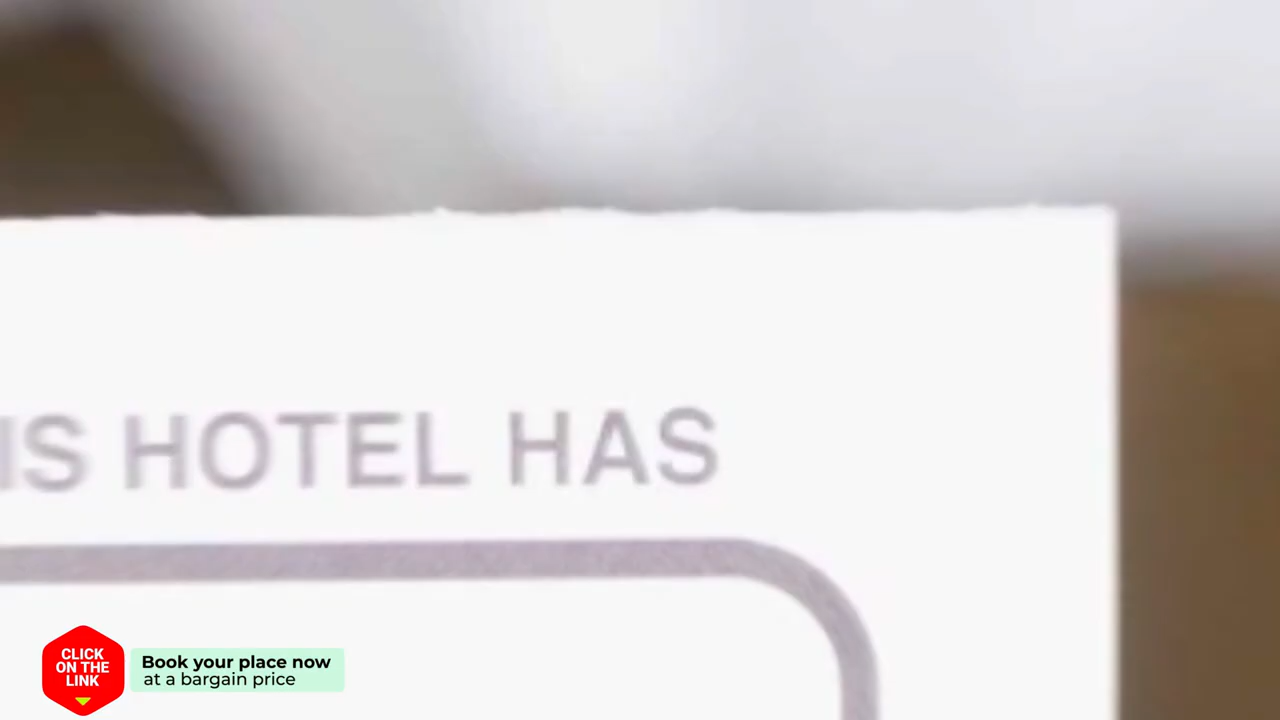 IS HOTEL HAS
CLICK
ON THE
LINK
Book your place now
at a bargain price